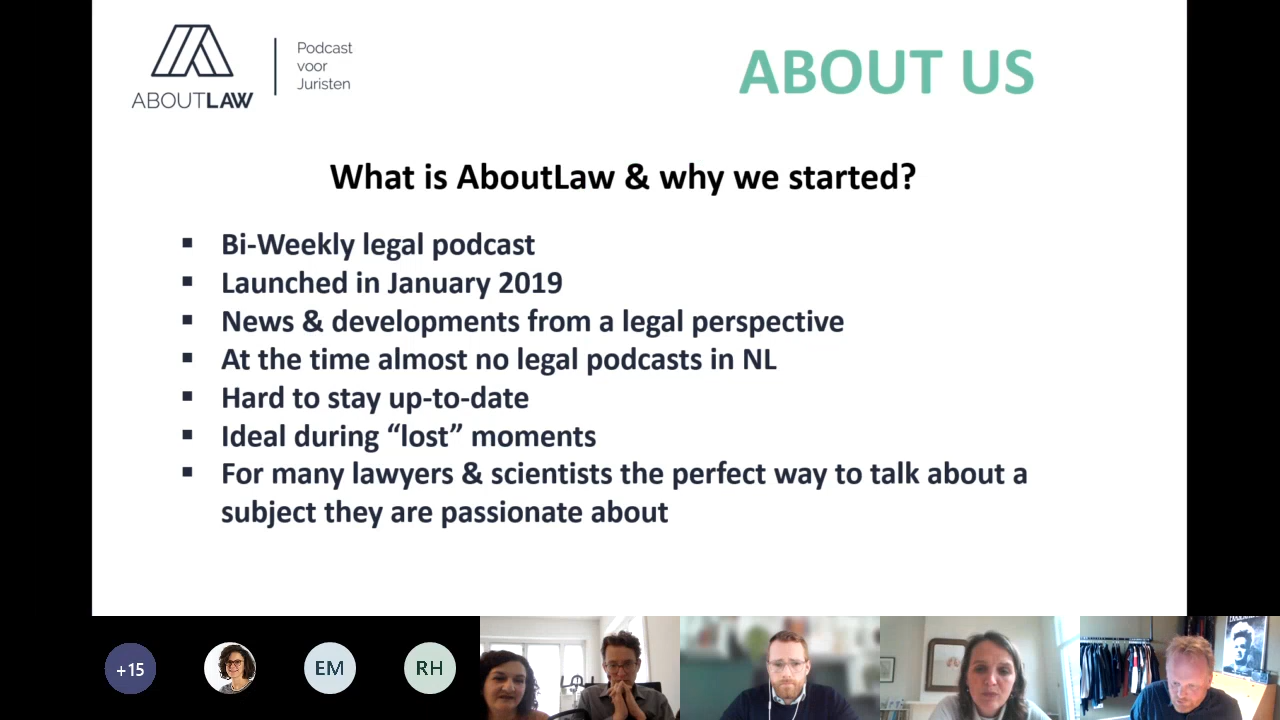 ABOUTLAW
Podcast
voor
Juristen
ABOUT US
What is AboutLaw & why we started?
▪ Bi-Weekly legal podcast
▪ Launched in January 2019
▪ News & developments from a legal perspective
▪ At the time almost no legal podcasts in NL
▪ Hard to stay up-to-date
▪ Ideal during “lost” moments
▪ For many lawyers & scientists the perfect way to talk about a
subject they are passionate about
+15
EM
RH